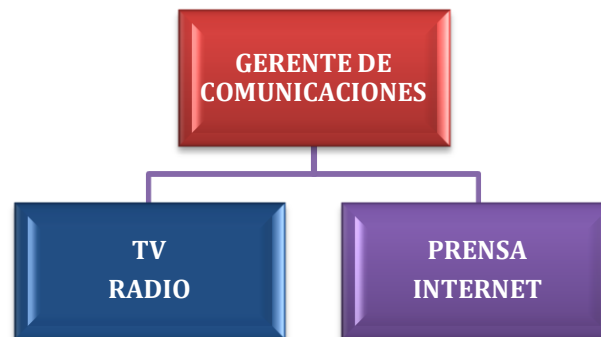 GERENTE DE
COMUNICACIONES
TV
RADIO
PRENSA
INTERNET